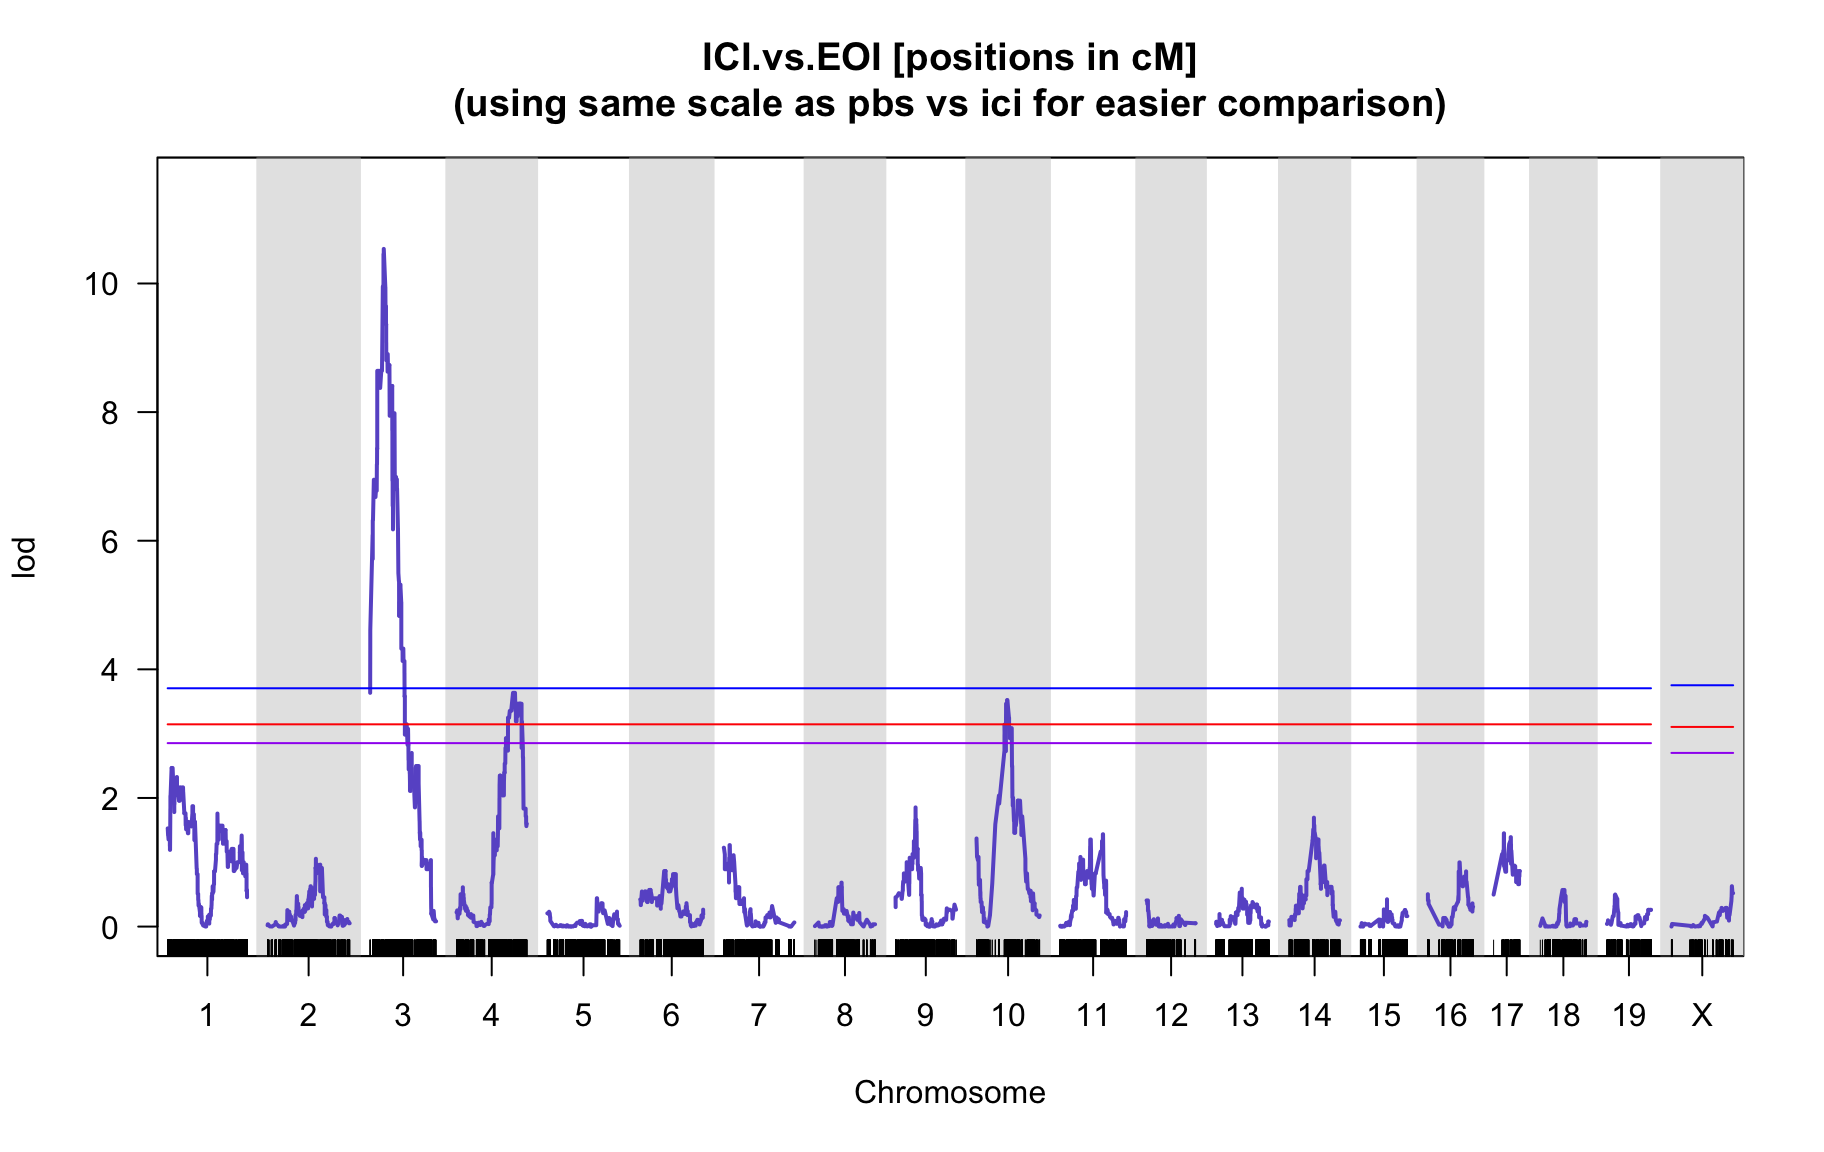 ICI.vs.EOI [positions in cM]
(using same scale as pbs vs ici for easier comparison)
10
8
6
4
2
0
lod
1 2 3 4 5 6 7 8 9 10 11 12 13 14 15 16 17 18 19 X
Chromosome